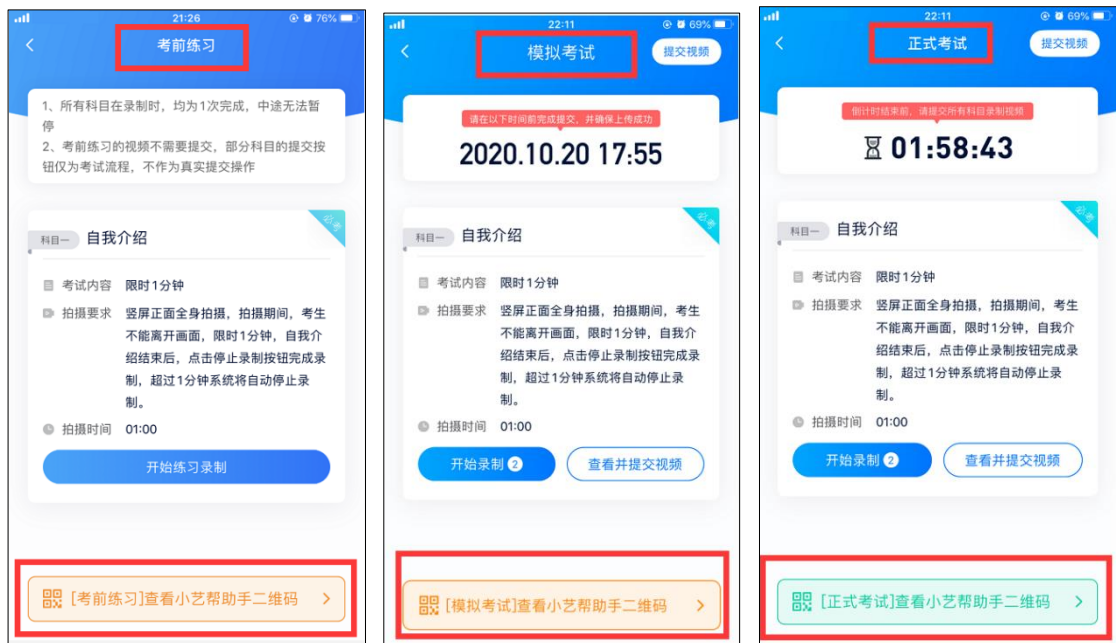 21:26
76%
考前练习
1、所有科目在录制时，均为1次完成，中途无法暂
停
2、考前练习的视频不需要提交，部分科目的提交按
钮仅为考试流程，不作为真实提交操作
必考
科目一 自我介绍
考试内容 限时1分钟
拍摄要求 竖屏正面全身拍摄，拍摄期间，考生
不能离开画面，限时1分钟，自我介
绍结束后，点击停止录制按钮完成录
制，超过1分钟系统将自动停止录
制。
拍摄时间 01:00
开始练习录制
[考前练习]查看小艺帮助手二维码
22:11
69%
模拟考试
提交视频
请在以下时间前完成提交，并确保上传成功
2020.10.20 17:55
必考
科目一 自我介绍
考试内容 限时1分钟
拍摄要求 竖屏正面全身拍摄，拍摄期间，考生
不能离开画面，限时1分钟，自我介
绍结束后，点击停止录制按钮完成录
制，超过1分钟系统将自动停止录
制。
拍摄时间 01:00
开始录制 2
查看并提交视频
[模拟考试]查看小艺帮助手二维码
22:11
69%
正式考试
提交视频
倒计时结束前，请提交所有科目录制视频
01:58:43
必考
科目一 自我介绍
考试内容 限时1分钟
拍摄要求 竖屏正面全身拍摄，拍摄期间，考生
不能离开画面，限时1分钟，自我介
绍结束后，点击停止录制按钮完成录
制，超过1分钟系统将自动停止录
制。
拍摄时间 01:00
开始录制 2
查看并提交视频
[正式考试]查看小艺帮助手二维码